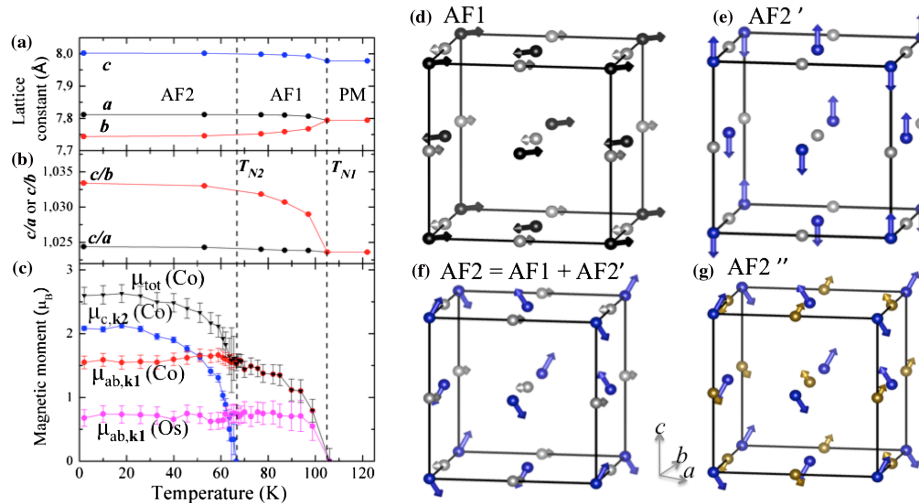 (a)
Lattice
constant (Å)
8.0
7.9
7.8
7.7
c
a
b
AF2
AF1
PM
(b)
c/a or c/b
1,035
1,03
1,025
c/b
c/a
T_N2
T_N1
(c)
Magnetic moment (μ_B)
3
2
1
0
μ_tot (Co)
μ_c,k2 (Co)
μ_ab,k1 (Co)
μ_ab,k1 (Os)
0 20 40 60 80 100 120
Temperature (K)
(d) AF1
(e) AF2 '
(f) AF2 = AF1 + AF2'
(g) AF2 ''
c
b
a